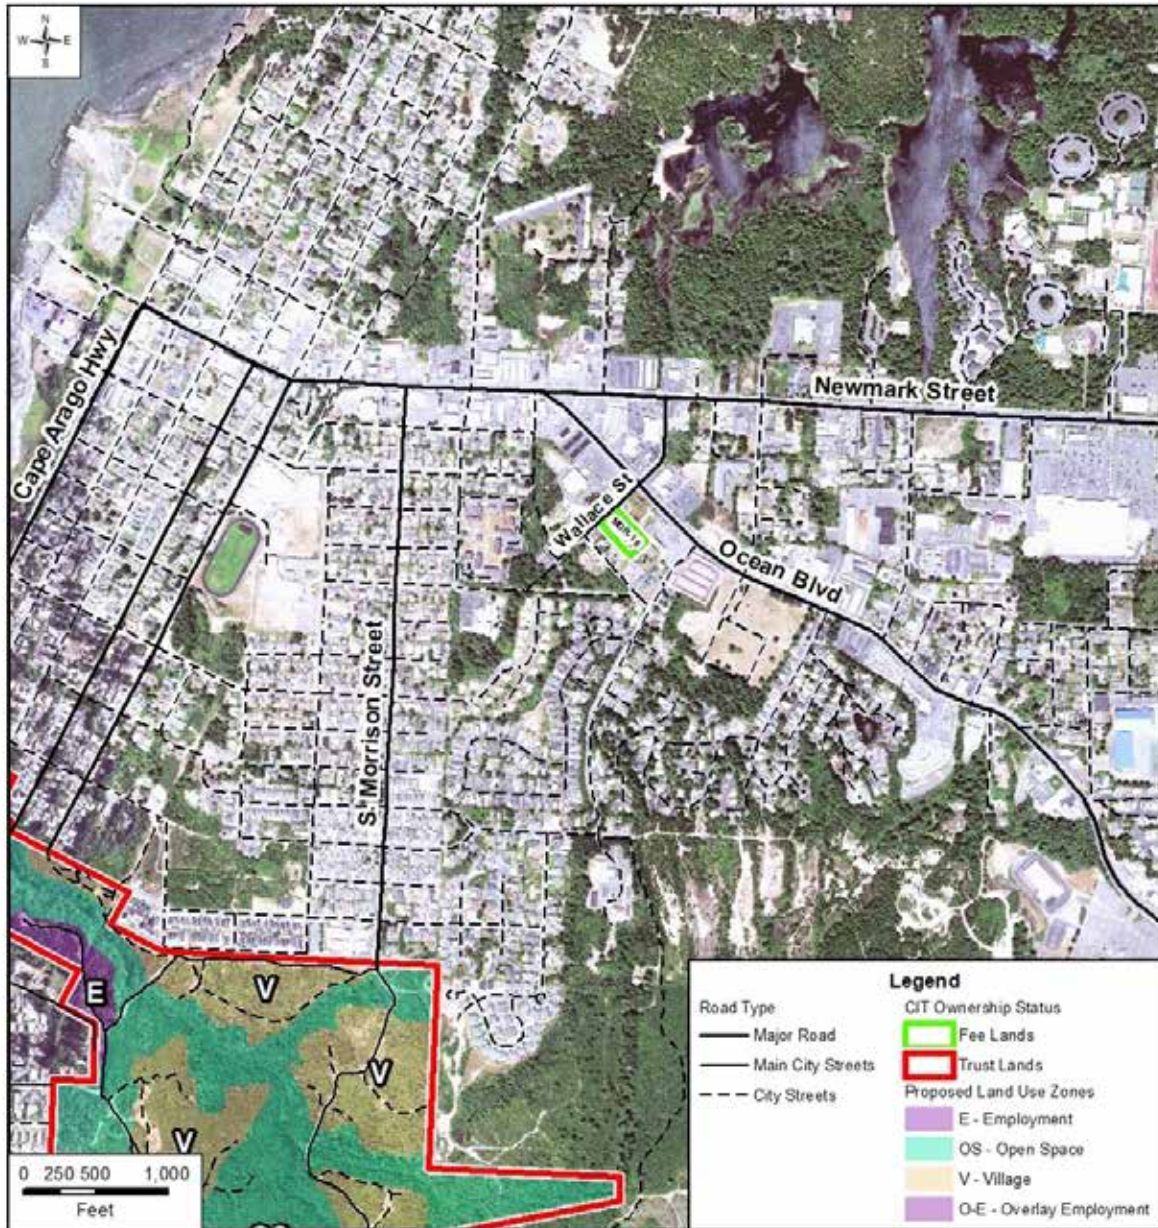 N
W E
S
Cape Arago Hwy
Newmark Street
Wallace St
Ocean Blvd
S. Morrison Street
E
V
V
V
0 250 500 1,000
Feet
Legend
Road Type
Major Road
Main City Streets
City Streets
CIT Ownership Status
Fee Lands
Trust Lands
Proposed Land Use Zones
E - Employment
OS - Open Space
V - Village
O-E - Overlay Employment